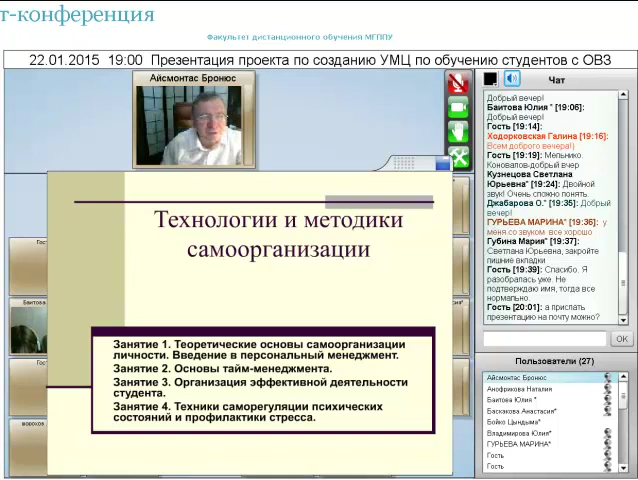 т-конференция
Факультет дистанционного обучения МГППУ
22.01.2015 19:00 Презентация проекта по созданию УМЦ по обучению студентов с ОВЗ
Айсмонтас Бронюс
Технологии и методики
самоорганизации
Занятие 1. Теоретические основы самоорганизации
личности. Введение в персональный менеджмент.
Занятие 2. Основы тайм-менеджмента.
Занятие 3. Организация эффективной деятельности
студента.
Занятие 4. Техники саморегуляции психических
состояний и профилактики стресса.
Гос
Баитова
Гост
Чат
Добрый вечер!
Баитова Юлия * [19:06]:
Добрый вечер!
Гость [19:14]:
Ходорковская Галина [19:16]:
Всем доброго вечера!)
Гость [19:19]: Мельнико.
Коновалов-добрый вчер
Кузнецова Светлана
Юрьевна* [19:24]: Двойной
звук! Очень сложно понять.
Джабарова О.* [19:35]: Добрый
вечер!
ГУРЬЕВА МАРИНА* [19:36]: у
меня со звуком все хорошо
Губина Мария* [19:37]:
Светлана Юрьевна, закройте
лишние вкладки
Гость [19:39]: Спасибо. Я
разобралась уже. Не
подтверждаю имя, тогда все
нормально.
Гость [20:01]: а прислать
презентацию на почту можно?
OK
Пользователи (27)
Айсмонтас Бронюс
Анофрикова Наталия
Баитова Юлия *
Баскакова Анастасия*
Бойко Цындыма*
Владимирова Юлия*
ГУРЬЕВА МАРИНА*
Гость
Гость